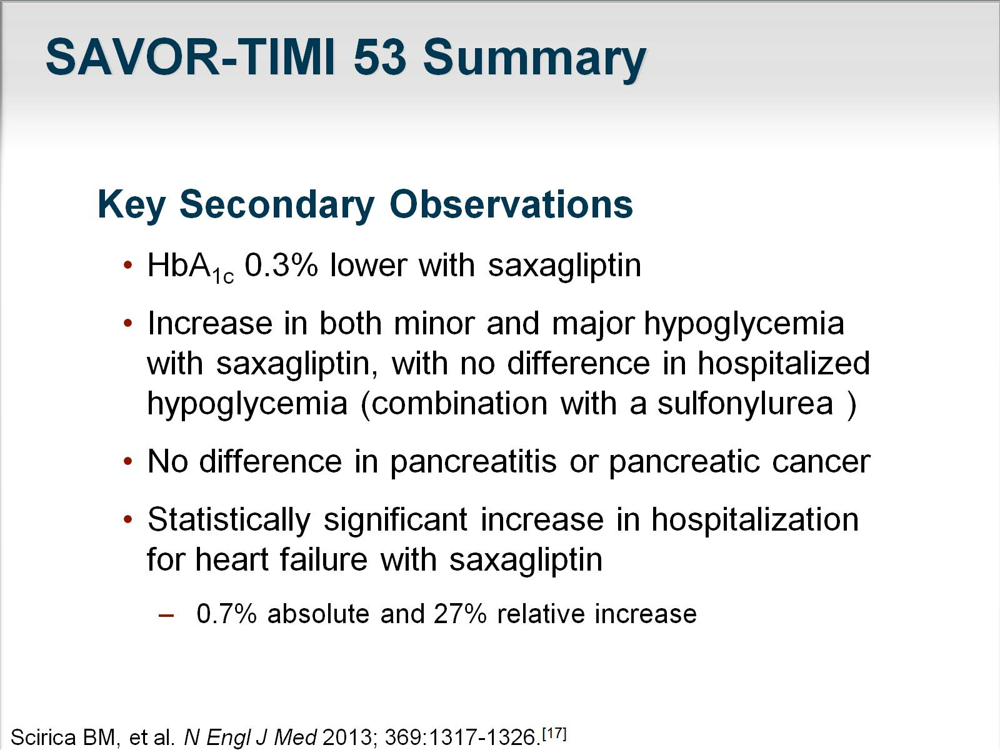 SAVOR-TIMI 53 Summary
Key Secondary Observations
• HbA1c 0.3% lower with saxagliptin
• Increase in both minor and major hypoglycemia
with saxagliptin, with no difference in hospitalized
hypoglycemia (combination with a sulfonylurea )
• No difference in pancreatitis or pancreatic cancer
• Statistically significant increase in hospitalization
for heart failure with saxagliptin
– 0.7% absolute and 27% relative increase
Scirica BM, et al. N Engl J Med 2013; 369:1317-1326.[17]